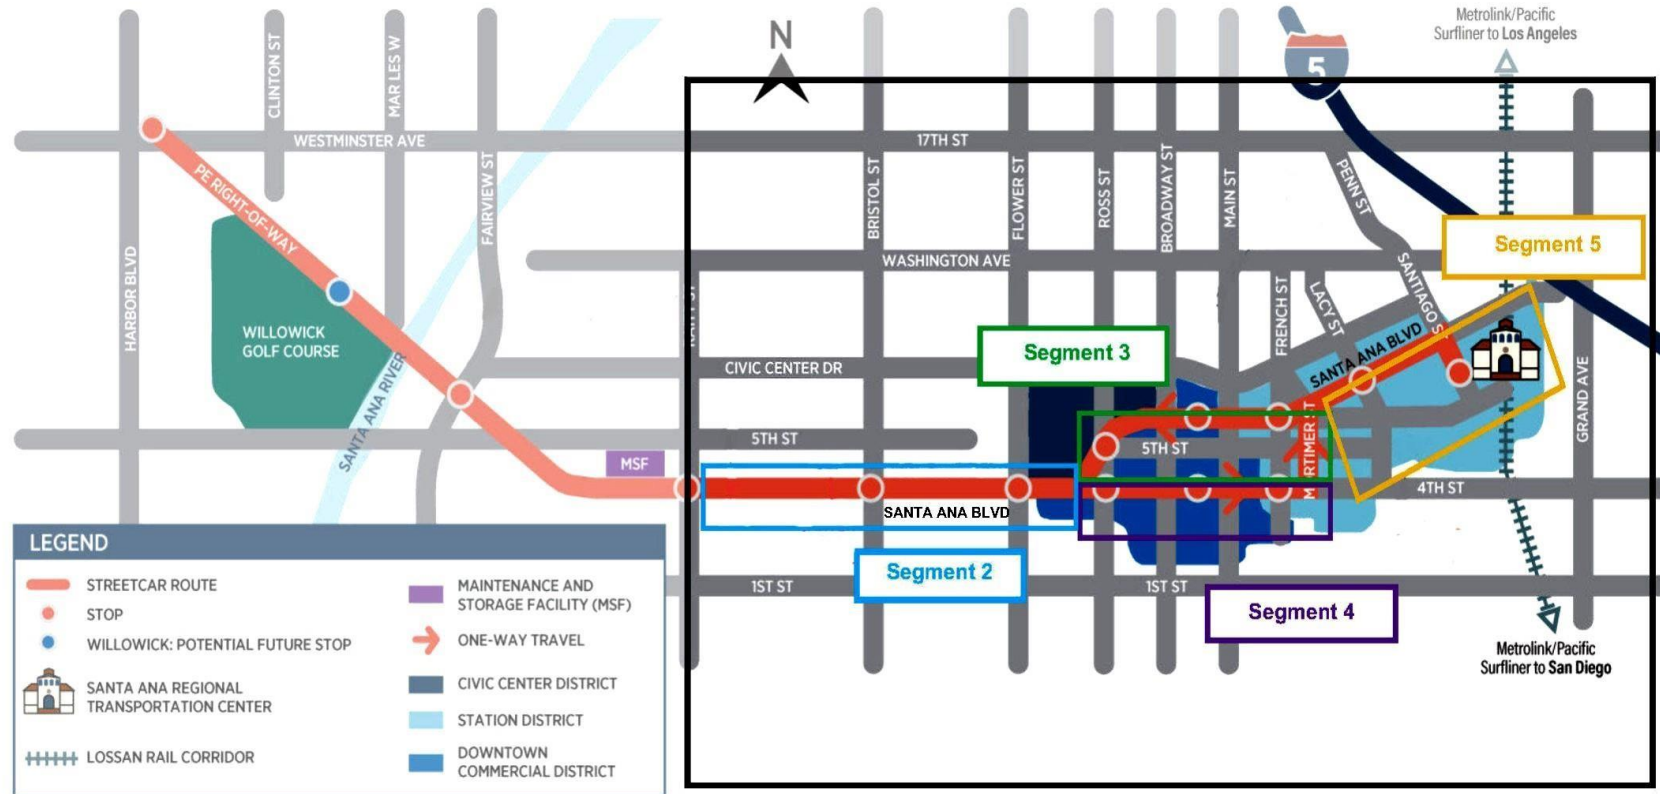 Metrolink/Pacific
Surfliner to Los Angeles
N
5
CLINTON ST
MAR LES W
WESTMINSTER AVE
17TH ST
PE RIGHT-OF-WAY
FAIRVIEW ST
BRISTOL ST
FLOWER ST
ROSS ST
BROADWAY ST
MAIN ST
PENN ST
Segment 5
HARBOR BLVD
WASHINGTON AVE
SANTIAGO S
FRENCH ST
LACY ST
WILLOWICK
GOLF COURSE
Segment 3
SANTA ANA BLVD
CIVIC CENTER DR
SANTA ANA RIVER
GRAND AVE
5TH ST
5TH ST
MORTIMER ST
MSF
4TH ST
SANTA ANA BLVD
Segment 2
1ST ST
1ST ST
Segment 4
Metrolink/Pacific
Surfliner to San Diego
LEGEND
STREETCAR ROUTE
STOP
WILLOWICK: POTENTIAL FUTURE STOP
SANTA ANA REGIONAL
TRANSPORTATION CENTER
LOSSAN RAIL CORRIDOR
MAINTENANCE AND
STORAGE FACILITY (MSF)
ONE-WAY TRAVEL
CIVIC CENTER DISTRICT
STATION DISTRICT
DOWNTOWN
COMMERCIAL DISTRICT